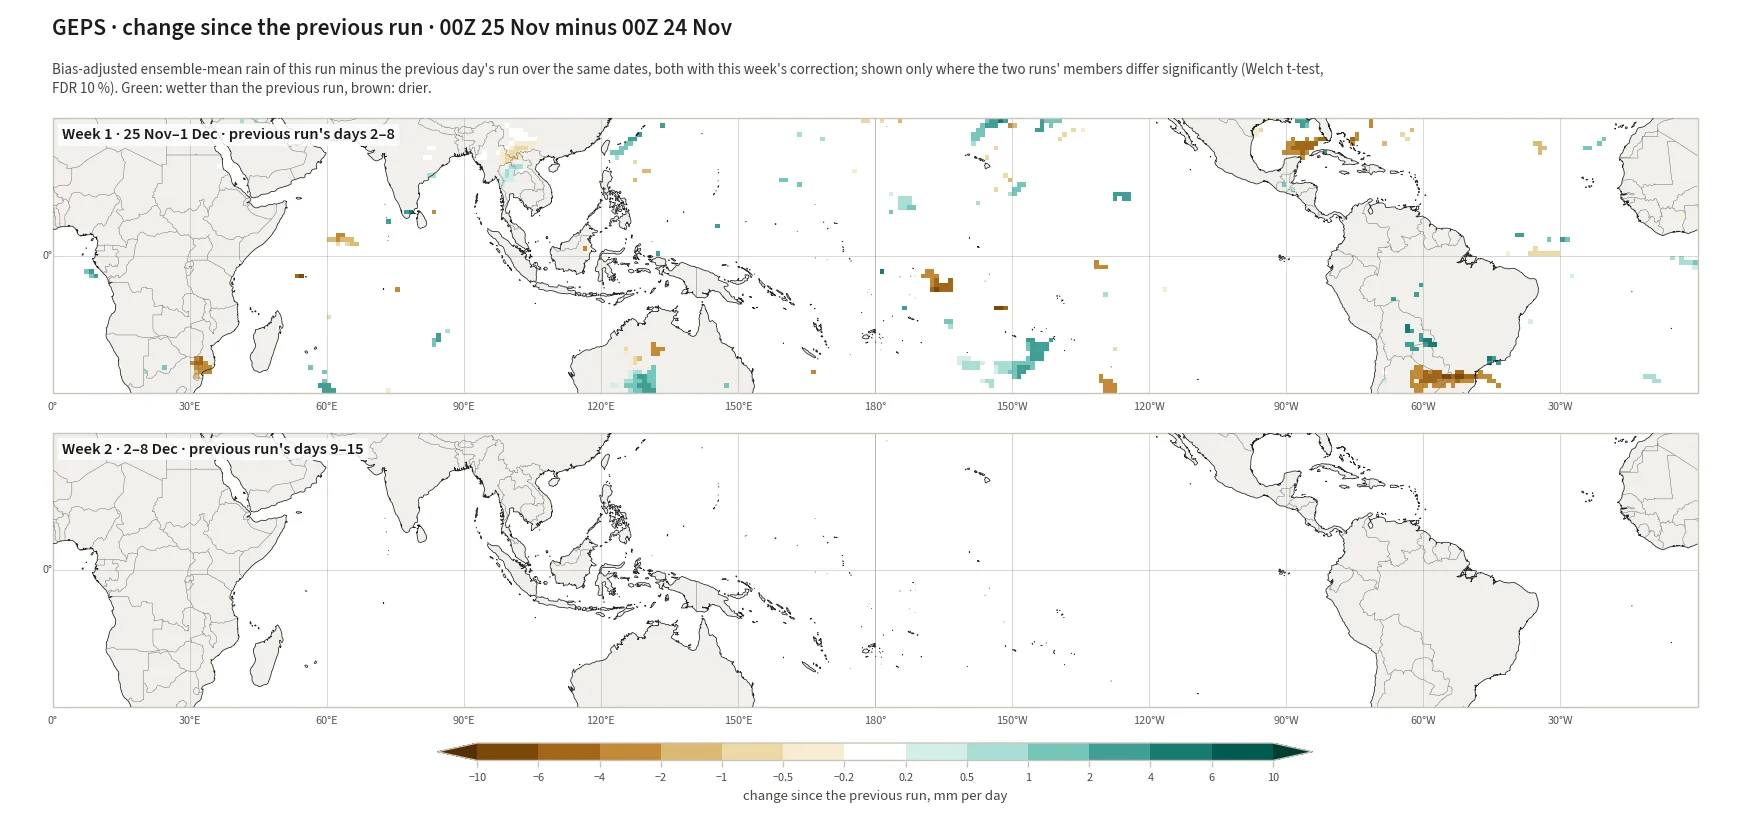 GEPS · change since the previous run · 00Z 25 Nov minus 00Z 24 Nov
Bias-adjusted ensemble-mean rain of this run minus the previous day's run over the same dates, both with this week's correction; shown only where the two runs' members differ significantly (Welch t-test,
FDR 10 %). Green: wetter than the previous run, brown: drier.
Week 1 · 25 Nov–1 Dec · previous run's days 2–8
0°
0° 30°E 60°E 90°E 120°E 150°E 180° 150°W 120°W 90°W 60°W 30°W
Week 2 · 2–8 Dec · previous run's days 9–15
0°
0° 30°E 60°E 90°E 120°E 150°E 180° 150°W 120°W 90°W 60°W 30°W
−10 −6 −4 −2 −1 −0.5 −0.2 0.2 0.5 1 2 4 6 10
change since the previous run, mm per day